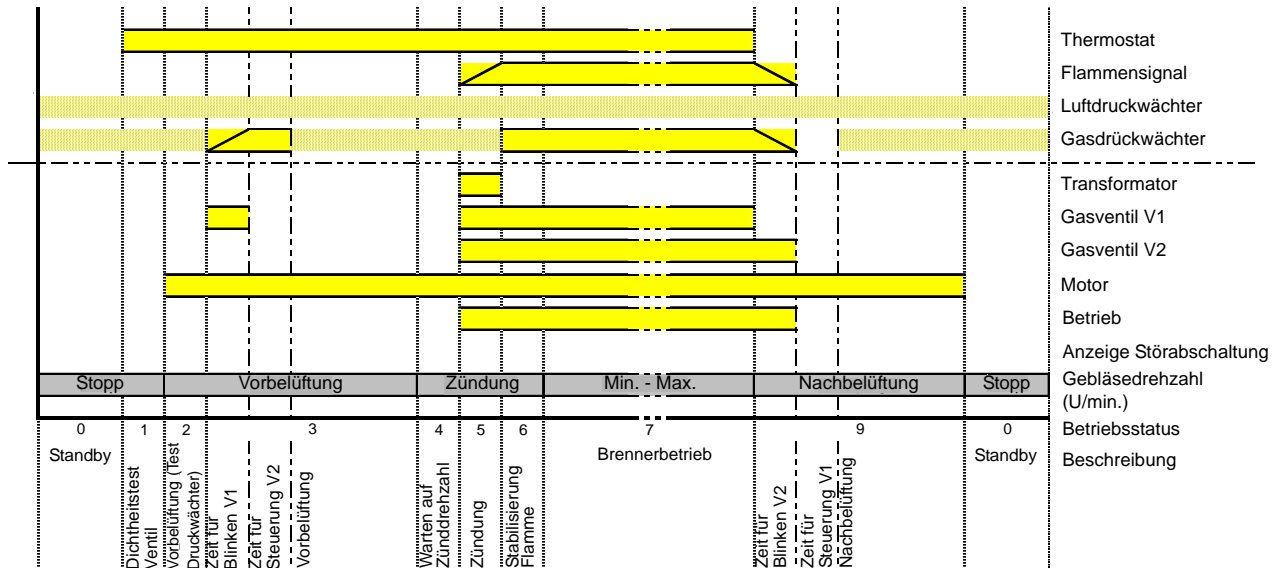 Thermostat
Flammensignal
Luftdruckwächter
Gasdrückwächter
Transformator
Gasventil V1
Gasventil V2
Motor
Betrieb
Anzeige Störabschaltung
Stopp Vorbelüftung Zündung Min. - Max. Nachbelüftung Stopp Gebläsedrehzahl
(U/min.)
0 1 2 3 4 5 6 7 9 0 Betriebsstatus
Standby Brennerbetrieb Standby Beschreibung
Dichtheitstest
Ventil
Vorbelüftung (Test
Druckwächter)
Zeit für
Blinken V1
Zeit für
Steuerung V2
Vorbelüftung
Warten auf
Zünddrehzahl
Zündung
Stabilisierung
Flamme
Zeit für
Blinken V2
Zeit für
Steuerung V1
Nachbelüftung